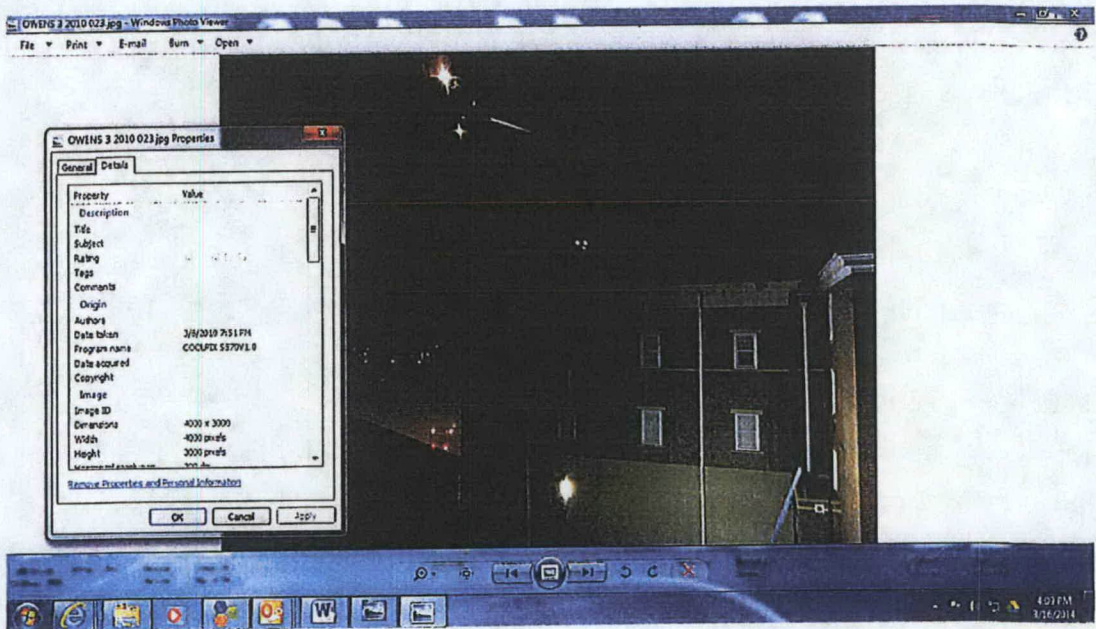 OWENS 3 2010 023.jpg - Windows Photo Viewer
File Print E-mail Burn Open
OWENS 3 2010 023.jpg Properties
General Details
Property Value
Description
Title
Subject
Rating
Tags
Comments
Origin
Authors
Date taken 3/6/2010 7:51 PM
Program name COOLPIX S370V1.0
Date acquired
Copyright
Image
Image ID
Dimensions 4000 x 3000
Width 4000 pixels
Height 3000 pixels
Remove Properties and Personal Information
OK Cancel Apply
4:03 PM
3/16/2014